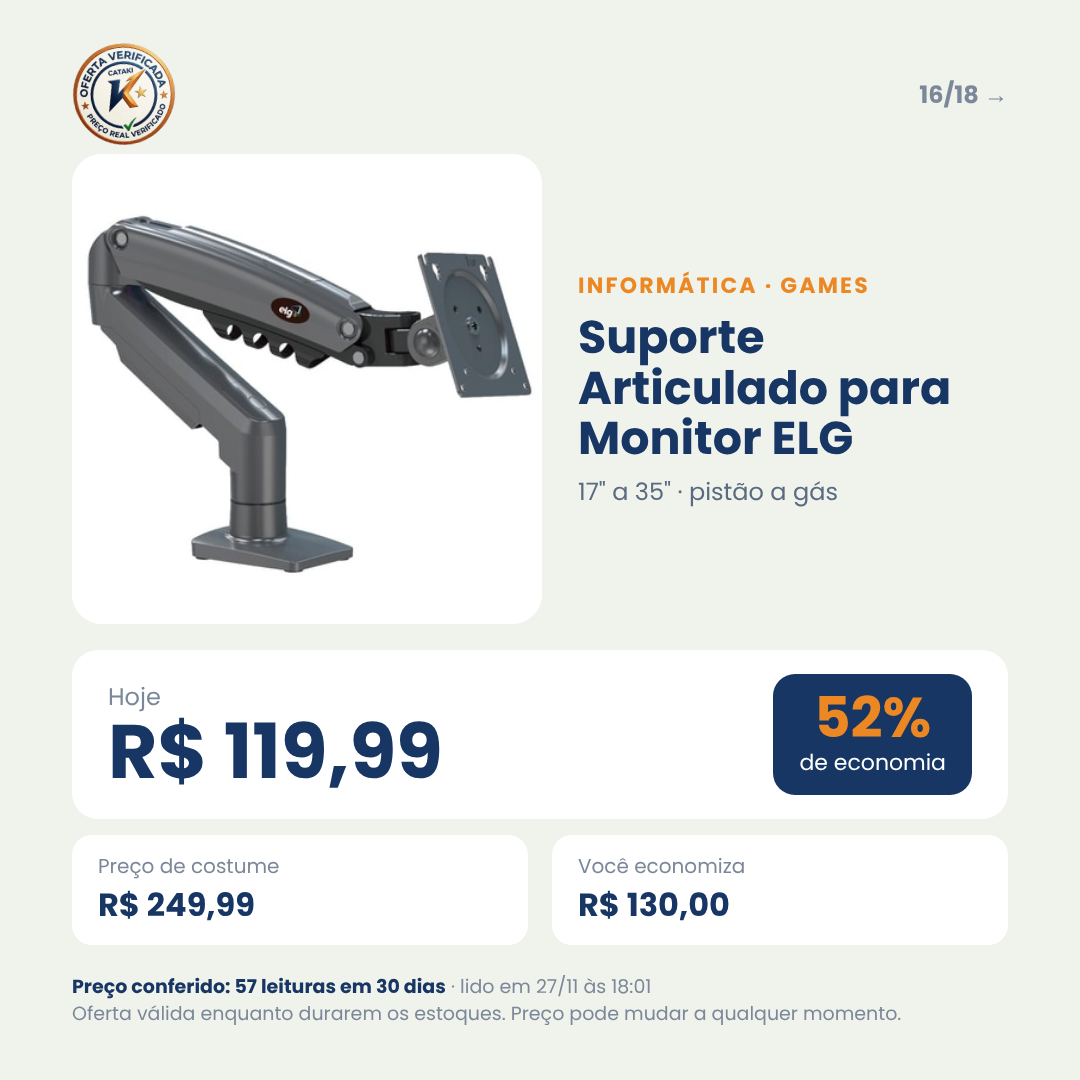 OFERTA VERIFICADA
CATAKI
K
PREÇO REAL VERIFICADO
16/18 →
elg
INFORMÁTICA · GAMES
Suporte
Articulado para
Monitor ELG
17" a 35" · pistão a gás
Hoje
R$ 119,99
52%
de economia
Preço de costume
R$ 249,99
Você economiza
R$ 130,00
Preço conferido: 57 leituras em 30 dias · lido em 27/11 às 18:01
Oferta válida enquanto durarem os estoques. Preço pode mudar a qualquer momento.